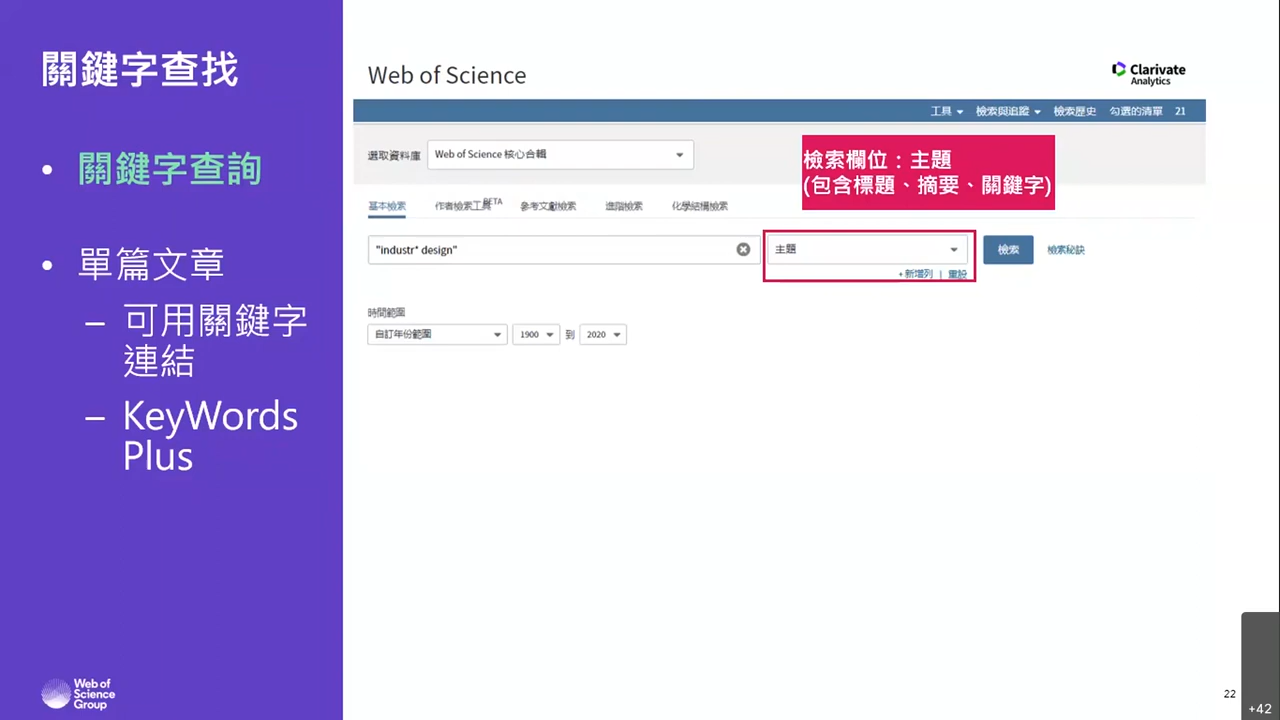 關鍵字查找
• 關鍵字查詢
• 單篇文章
– 可用關鍵字
連結
– KeyWords
Plus
Web of
Science
Group
Web of Science
Clarivate
Analytics
工具 檢索與追蹤 檢索歷史 勾選的清單 21
選取資料庫 Web of Science 核心合輯
檢索欄位：主題
(包含標題、摘要、關鍵字)
基本檢索 作者檢索工具 BETA 參考文獻檢索 進階檢索 化學結構檢索
"industr* design" 主題 檢索 檢索秘訣
+新增列 | 重設
時間範圍
自訂年份範圍 1900 到 2020
22
+42